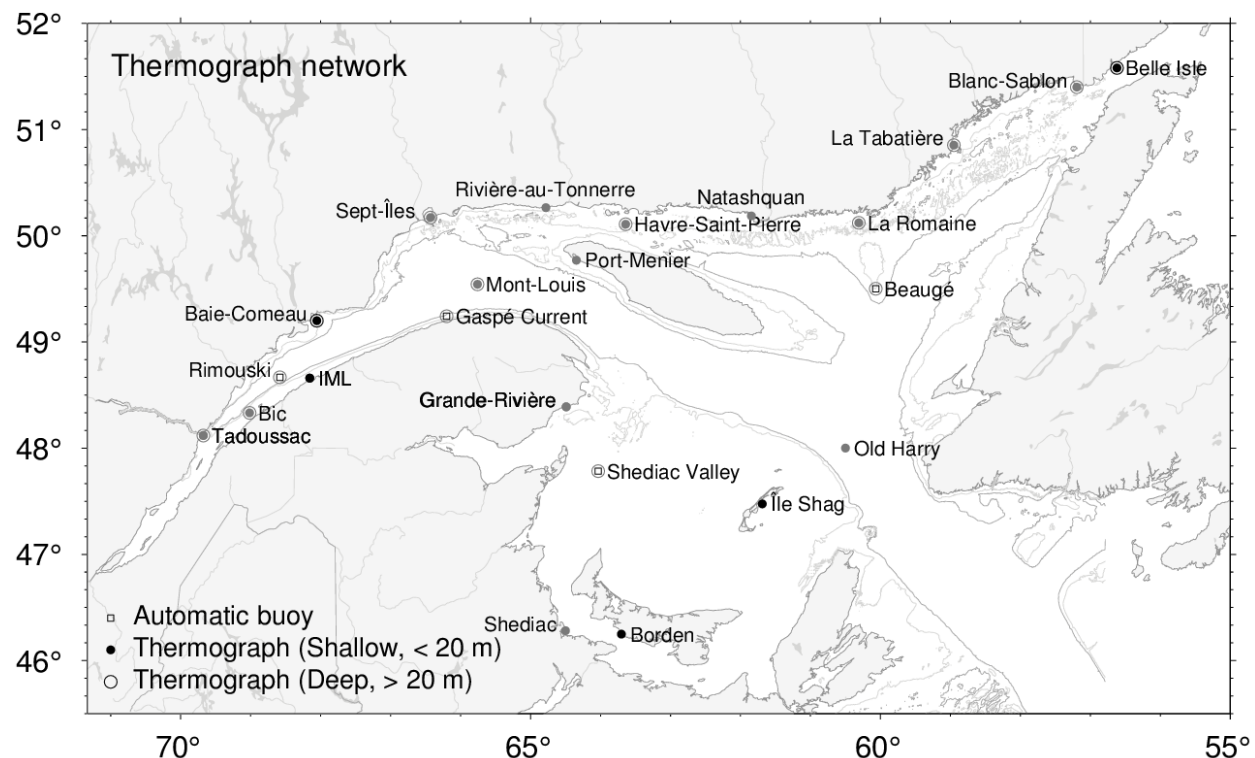 52°
Thermograph network
Blanc-Sablon
Belle Isle
51°
La Tabatière
Rivière-au-Tonnerre
Natashquan
Sept-Îles
Havre-Saint-Pierre
La Romaine
50°
Port-Menier
Mont-Louis
Beaugé
Baie-Comeau
Gaspé Current
49°
Rimouski
IML
Grande-Rivière
Bic
Tadoussac
48°
Old Harry
Shediac Valley
Île Shag
47°
Automatic buoy
Shediac
Borden
Thermograph (Shallow, < 20 m)
46°
Thermograph (Deep, > 20 m)
70°
65°
60°
55°